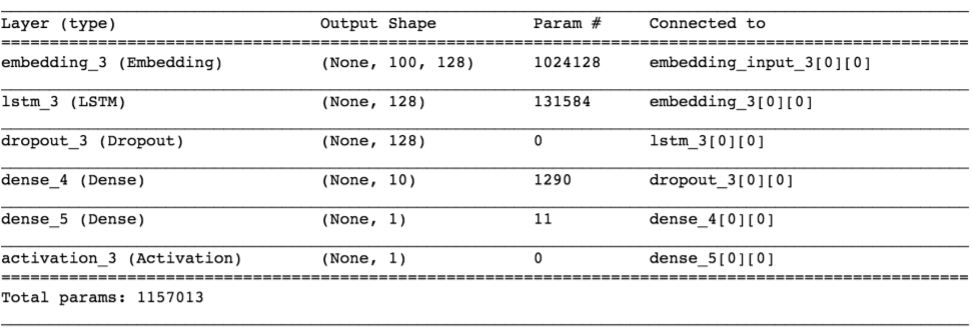 Layer (type) Output Shape Param # Connected to
embedding_3 (Embedding) (None, 100, 128) 1024128 embedding_input_3[0][0]
lstm_3 (LSTM) (None, 128) 131584 embedding_3[0][0]
dropout_3 (Dropout) (None, 128) 0 lstm_3[0][0]
dense_4 (Dense) (None, 10) 1290 dropout_3[0][0]
dense_5 (Dense) (None, 1) 11 dense_4[0][0]
activation_3 (Activation) (None, 1) 0 dense_5[0][0]
Total params: 1157013